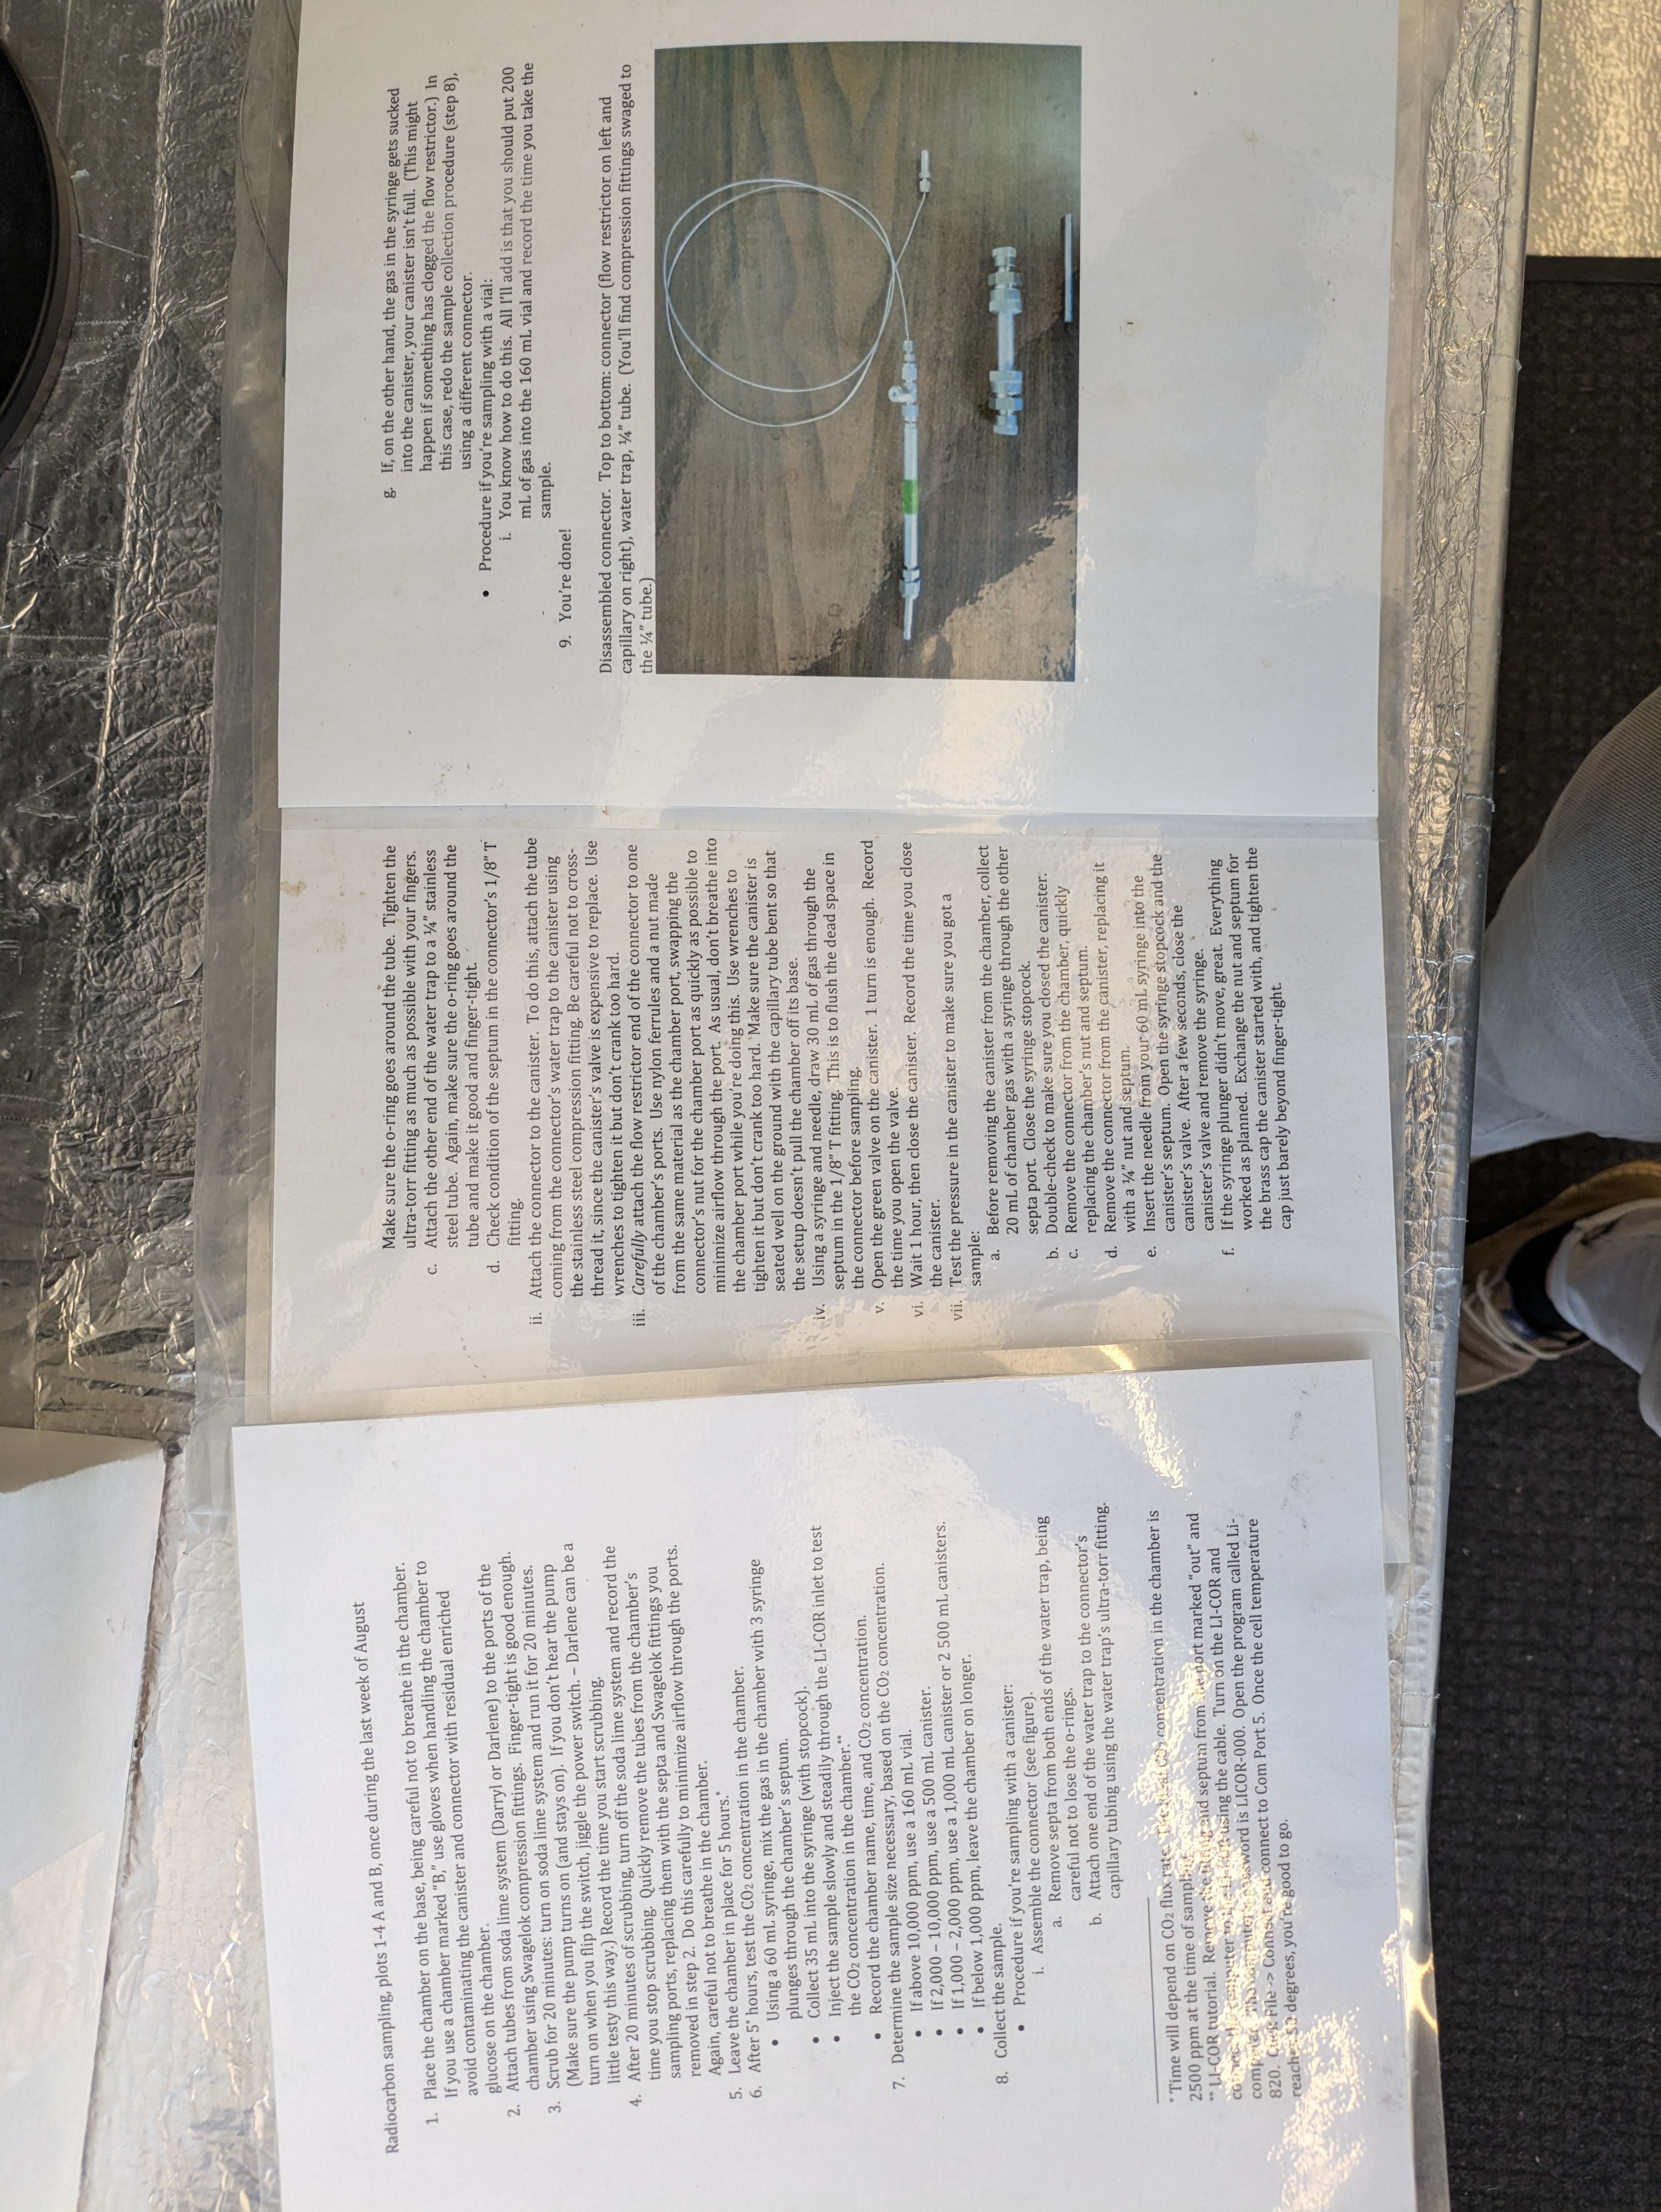 Radiocarbon sampling, plots 1-4 A and B, once during the last week of August
1. Place the chamber on the base, being careful not to breathe in the chamber.
If you use a chamber marked “B,” use gloves when handling the chamber to
avoid contaminating the canister and connector with residual enriched
glucose on the chamber.
2. Attach tubes from soda lime system (Darryl or Darlene) to the ports of the
chamber using Swagelok compression fittings. Finger-tight is good enough.
3. Scrub for 20 minutes: turn on soda lime system and run it for 20 minutes.
(Make sure the pump turns on (and stays on). If you don’t hear the pump
turn on when you flip the switch, jiggle the power switch. – Darlene can be a
little testy this way.) Record the time you start scrubbing.
4. After 20 minutes of scrubbing, turn off the soda lime system and record the
time you stop scrubbing. Quickly remove the tubes from the chamber’s
sampling ports, replacing them with the septa and Swagelok fittings you
removed in step 2. Do this carefully to minimize airflow through the ports.
Again, careful not to breathe in the chamber.
5. Leave the chamber in place for 5 hours.*
6. After 5* hours, test the CO2 concentration in the chamber.
• Using a 60 mL syringe, mix the gas in the chamber with 3 syringe
plunges through the chamber’s septum.
• Collect 35 mL into the syringe (with stopcock).
• Inject the sample slowly and steadily through the LI-COR inlet to test
the CO2 concentration in the chamber.**
• Record the chamber name, time, and CO2 concentration.
7. Determine the sample size necessary, based on the CO2 concentration.
• If above 10,000 ppm, use a 160 mL vial.
• If 2,000 – 10,000 ppm, use a 500 mL canister.
• If 1,000 – 2,000 ppm, use a 1,000 mL canister or 2 500 mL canisters.
• If below 1,000 ppm, leave the chamber on longer.
8. Collect the sample.
• Procedure if you’re sampling with a canister:
i. Assemble the connector (see figure).
a. Remove septa from both ends of the water trap, being
careful not to lose the o-rings.
b. Attach one end of the water trap to the connector’s
capillary tubing using the water trap’s ultra-torr fitting.
* Time will depend on CO2 flux rate. concentration in the chamber is
2500 ppm at the time of sampling.
** LI-COR tutorial. Remove and septum from port marked “out” and
using the cable. Turn on the LI-COR and
password is LICOR-000. Open the program called Li-
820. File -> Connect and connect to Com Port 5. Once the cell temperature
reaches 50 degrees, you’re good to go.
Make sure the o-ring goes around the tube. Tighten the
ultra-torr fitting as much as possible with your fingers.
c. Attach the other end of the water trap to a ¼” stainless
steel tube. Again, make sure the o-ring goes around the
tube and make it good and finger-tight.
d. Check condition of the septum in the connector’s 1/8” T
fitting.
ii. Attach the connector to the canister. To do this, attach the tube
coming from the connector’s water trap to the canister using
the stainless steel compression fitting. Be careful not to cross-
thread it, since the canister’s valve is expensive to replace. Use
wrenches to tighten it but don’t crank too hard.
iii. Carefully attach the flow restrictor end of the connector to one
of the chamber’s ports. Use nylon ferrules and a nut made
from the same material as the chamber port, swapping the
connector’s nut for the chamber port as quickly as possible to
minimize airflow through the port. As usual, don’t breathe into
the chamber port while you’re doing this. Use wrenches to
tighten it but don’t crank too hard. Make sure the canister is
seated well on the ground with the capillary tube bent so that
the setup doesn’t pull the chamber off its base.
iv. Using a syringe and needle, draw 30 mL of gas through the
septum in the 1/8” T fitting. This is to flush the dead space in
the connector before sampling.
v. Open the green valve on the canister. 1 turn is enough. Record
the time you open the valve.
vi. Wait 1 hour, then close the canister. Record the time you close
the canister.
vii. Test the pressure in the canister to make sure you got a
sample:
a. Before removing the canister from the chamber, collect
20 mL of chamber gas with a syringe through the other
septa port. Close the syringe stopcock.
b. Double-check to make sure you closed the canister.
c. Remove the connector from the chamber, quickly
replacing the chamber’s nut and septum.
d. Remove the connector from the canister, replacing it
with a ¼” nut and septum.
e. Insert the needle from your 60 mL syringe into the
canister’s septum. Open the syringe stopcock and the
canister’s valve. After a few seconds, close the
canister’s valve and remove the syringe.
f. If the syringe plunger didn’t move, great. Everything
worked as planned. Exchange the nut and septum for
the brass cap the canister started with, and tighten the
cap just barely beyond finger-tight.
g. If, on the other hand, the gas in the syringe gets sucked
into the canister, your canister isn’t full. (This might
happen if something has clogged the flow restrictor.) In
this case, redo the sample collection procedure (step 8),
using a different connector.
• Procedure if you’re sampling with a vial:
i. You know how to do this. All I’ll add is that you should put 200
mL of gas into the 160 mL vial and record the time you take the
sample.
9. You’re done!
Disassembled connector. Top to bottom: connector (flow restrictor on left and
capillary on right), water trap, ¼” tube. (You’ll find compression fittings swaged to
the ¼” tube.)